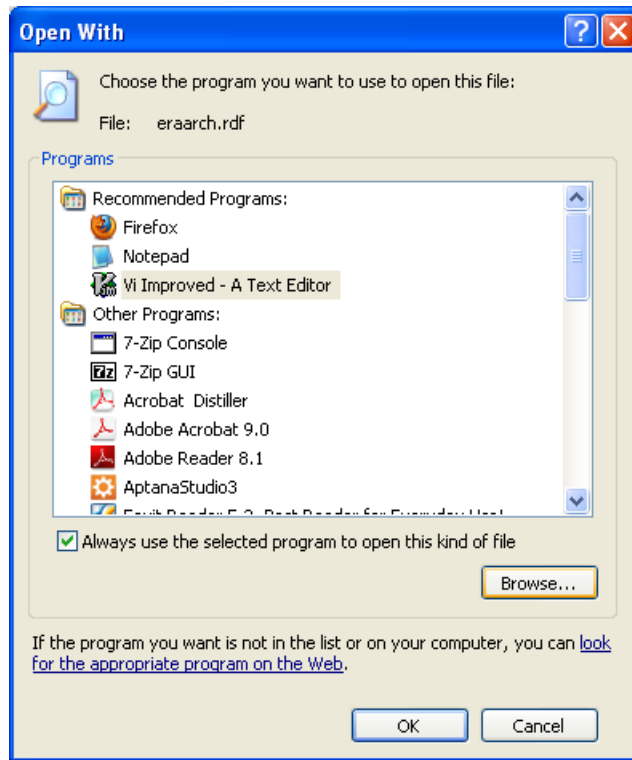 Open With
Choose the program you want to use to open this file:
File: eraarch.rdf
Programs
Recommended Programs:
Firefox
Notepad
Vi Improved - A Text Editor
Other Programs:
7-Zip Console
7z 7-Zip GUI
Acrobat Distiller
Adobe Acrobat 9.0
Adobe Reader 8.1
AptanaStudio3
Always use the selected program to open this kind of file
Browse...
If the program you want is not in the list or on your computer, you can look
for the appropriate program on the Web.
OK Cancel